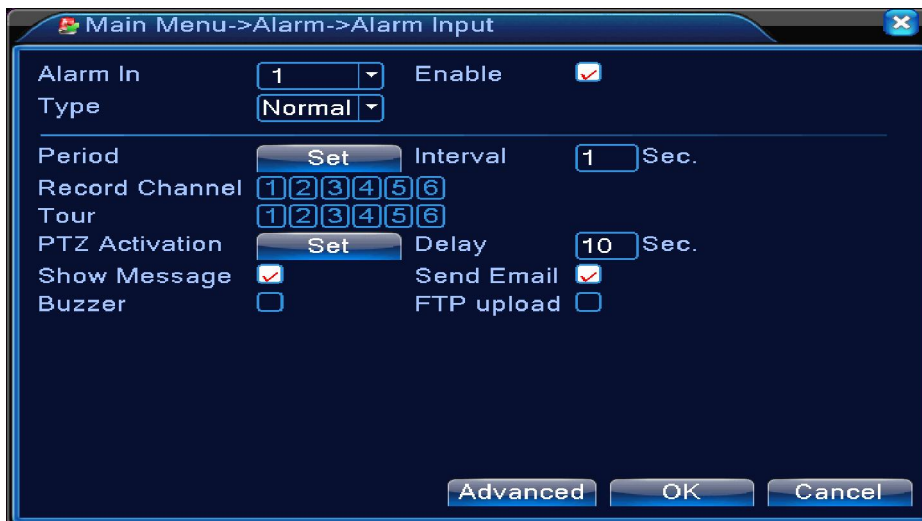 Main Menu->Alarm->Alarm Input
Alarm In 1 Enable
Type Normal
Period Set Interval 1 Sec.
Record Channel 1 2 3 4 5 6
Tour 1 2 3 4 5 6
PTZ Activation Set Delay 10 Sec.
Show Message Send Email
Buzzer FTP upload
Advanced OK Cancel